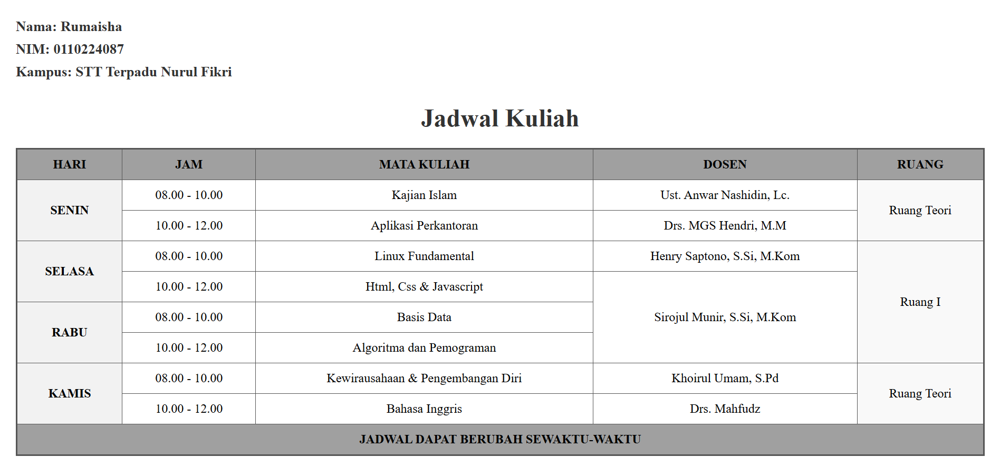 Nama: Rumaisha
NIM: 0110224087
Kampus: STT Terpadu Nurul Fikri
Jadwal Kuliah
HARI JAM MATA KULIAH DOSEN RUANG
SENIN 08.00 - 10.00 Kajian Islam Ust. Anwar Nashidin, Lc. Ruang Teori
10.00 - 12.00 Aplikasi Perkantoran Drs. MGS Hendri, M.M
SELASA 08.00 - 10.00 Linux Fundamental Henry Saptono, S.Si, M.Kom Ruang I
10.00 - 12.00 Html, Css & Javascript Sirojul Munir, S.Si, M.Kom
RABU 08.00 - 10.00 Basis Data
10.00 - 12.00 Algoritma dan Pemograman
KAMIS 08.00 - 10.00 Kewirausahaan & Pengembangan Diri Khoirul Umam, S.Pd Ruang Teori
10.00 - 12.00 Bahasa Inggris Drs. Mahfudz
JADWAL DAPAT BERUBAH SEWAKTU-WAKTU